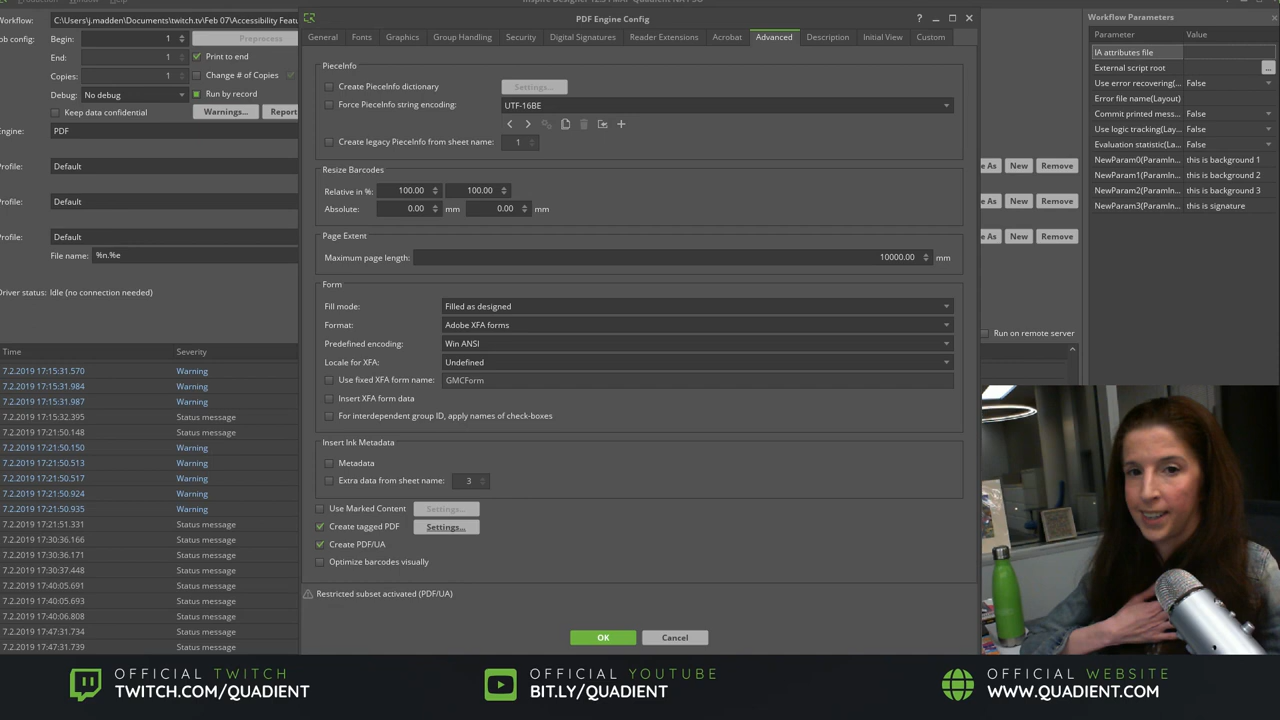 PDF Engine Config
Workflow: C:\Users\j.madden\Documents\twitch.tv\Feb 07\Accessibility Featu
Begin: 1 Preprocess
End: 1 Print to end
Copies: 1 Change # of Copies
Debug: No debug Run by record
Keep data confidential Warnings... Report
Engine: PDF
Profile: Default
Profile: Default
Profile: Default
File name: %n.%e
Driver status: Idle (no connection needed)
Time Severity
7.2.2019 17:15:31.570 Warning
7.2.2019 17:15:31.984 Warning
7.2.2019 17:15:31.987 Warning
7.2.2019 17:15:32.395 Status message
7.2.2019 17:21:50.148 Status message
7.2.2019 17:21:50.150 Warning
7.2.2019 17:21:50.513 Warning
7.2.2019 17:21:50.517 Warning
7.2.2019 17:21:50.924 Warning
7.2.2019 17:21:50.935 Warning
7.2.2019 17:21:51.331 Status message
7.2.2019 17:30:36.166 Status message
7.2.2019 17:30:36.171 Status message
7.2.2019 17:30:37.448 Status message
7.2.2019 17:40:05.691 Status message
7.2.2019 17:40:05.693 Status message
7.2.2019 17:40:06.808 Status message
7.2.2019 17:47:31.734 Status message
7.2.2019 17:47:31.739 Status message
General Fonts Graphics Group Handling Security Digital Signatures Reader Extensions Acrobat Advanced Description Initial View Custom
PieceInfo
Create PieceInfo dictionary Settings...
Force PieceInfo string encoding: UTF-16BE
Create legacy PieceInfo from sheet name: 1
Resize Barcodes
Relative in %: 100.00 100.00
Absolute: 0.00 mm 0.00 mm
Page Extent
Maximum page length: 10000.00 mm
Form
Fill mode: Filled as designed
Format: Adobe XFA forms
Predefined encoding: Win ANSI
Locale for XFA: Undefined
Use fixed XFA form name: GMCForm
Insert XFA form data
For interdependent group ID, apply names of check-boxes
Insert Ink Metadata
Metadata
Extra data from sheet name: 3
Use Marked Content Settings...
Create tagged PDF Settings...
Create PDF/UA
Optimize barcodes visually
Restricted subset activated (PDF/UA)
OK Cancel
e As New Remove
e As New Remove
e As New Remove
Run on remote server
Workflow Parameters
Parameter Value
IA attributes file
External script root ...
Use error recovering(... False
Error file name(Layout)
Commit printed mess... False
Use logic tracking(Lay... False
Evaluation statistic(La... False
NewParam0(ParamIn... this is background 1
NewParam1(ParamIn... this is background 2
NewParam2(ParamIn... this is background 3
NewParam3(ParamIn... this is signature
OFFICIAL TWITCH
TWITCH.COM/QUADIENT
OFFICIAL YOUTUBE
BIT.LY/QUADIENT
OFFICIAL WEBSITE
WWW.QUADIENT.COM